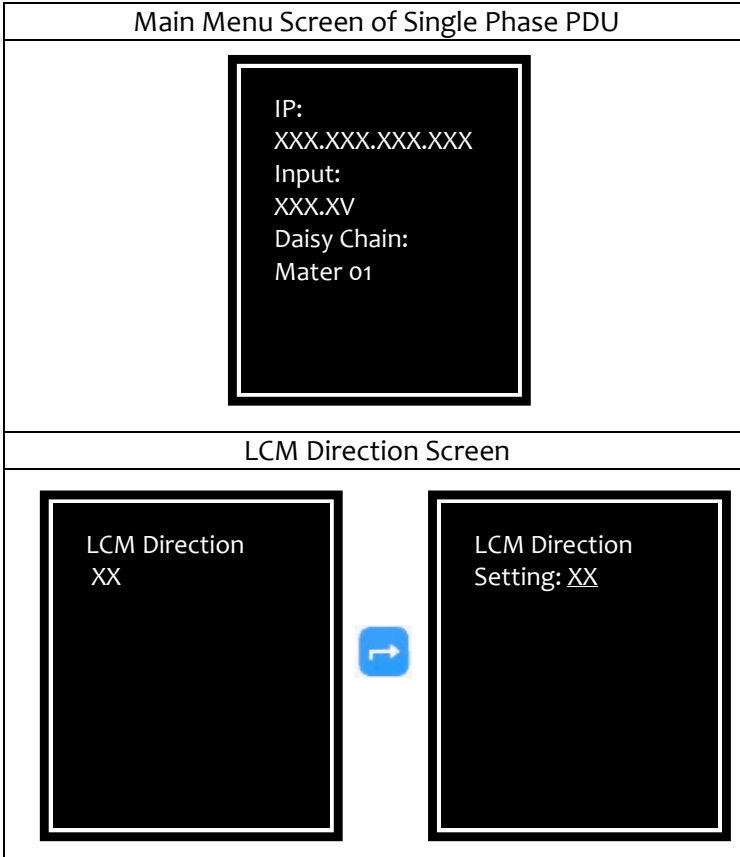 Main Menu Screen of Single Phase PDU
IP:
XXX.XXX.XXX.XXX
Input:
XXX.XV
Daisy Chain:
Mater 01
LCM Direction Screen
LCM Direction
XX
LCM Direction
Setting: XX